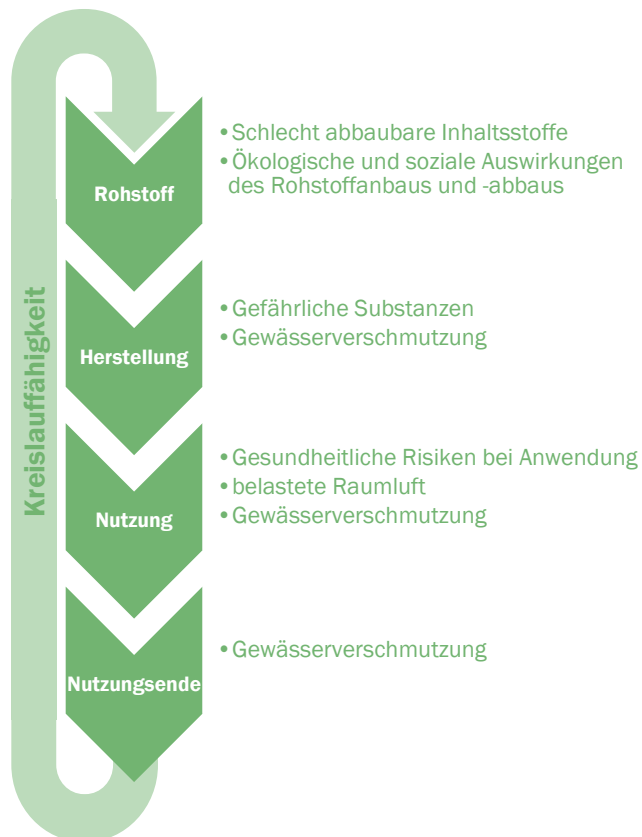 Kreislauffähigkeit
Rohstoff
• Schlecht abbaubare Inhaltsstoffe
• Ökologische und soziale Auswirkungen
des Rohstoffanbaus und -abbaus
Herstellung
• Gefährliche Substanzen
• Gewässerverschmutzung
Nutzung
• Gesundheitliche Risiken bei Anwendung
• belastete Raumluft
• Gewässerverschmutzung
Nutzungsende
• Gewässerverschmutzung